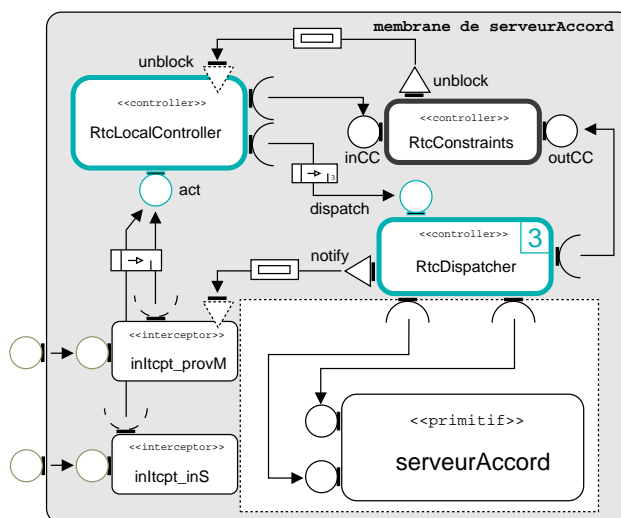 membrane de serveurAccord
unblock
unblock
<<controller>>
RtcLocalController
<<controller>>
RtcConstraints
inCC
outCC
act
3
dispatch
<<controller>>
3
RtcDispatcher
notify
1
<<interceptor>>
inItcpt_provM
<<interceptor>>
inItcpt_inS
<<primitif>>
serveurAccord